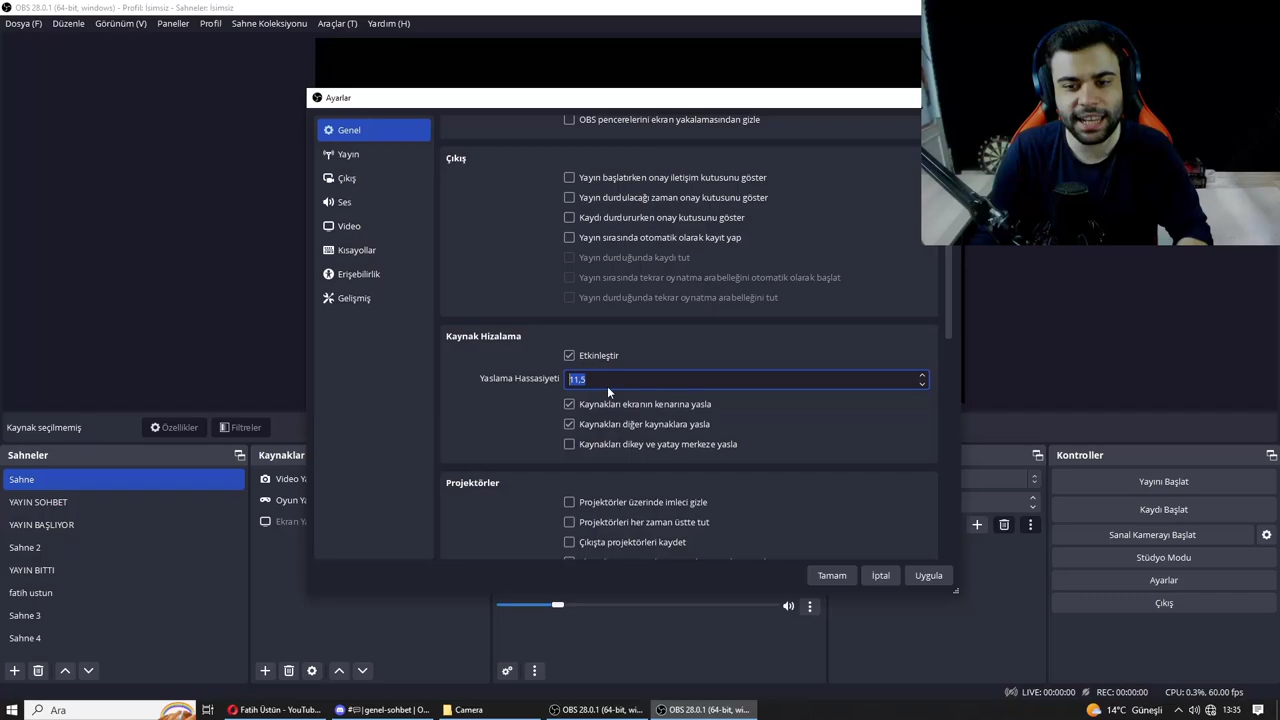 OBS 28.0.1 (64-bit, windows) - Profil: İsimsiz - Sahneler: İsimsiz
Dosya (F) Düzenle Görünüm (V) Paneller Profil Sahne Koleksiyonu Araçlar (T) Yardım (H)
Ayarlar
Genel
Yayın
Çıkış
Ses
Video
Kısayollar
Erişebilirlik
Gelişmiş
OBS pencerelerini ekran yakalamasından gizle
Çıkış
Yayın başlatırken onay iletişim kutusunu göster
Yayın durdulacağı zaman onay kutusunu göster
Kaydı durdururken onay kutusunu göster
Yayın sırasında otomatik olarak kayıt yap
Yayın durduğunda kaydı tut
Yayın sırasında tekrar oynatma arabelleğini otomatik olarak başlat
Yayın durduğunda tekrar oynatma arabelleğini tut
Kaynak Hizalama
Etkinleştir
Yaslama Hassasiyeti 11,5
Kaynakları ekranın kenarına yasla
Kaynakları diğer kaynaklara yasla
Kaynakları dikey ve yatay merkeze yasla
Projektörler
Projektörler üzerinde imleci gizle
Projektörleri her zaman üstte tut
Çıkışta projektörleri kaydet
Tamam İptal Uygula
Kaynak seçilmemiş Özellikler Filtreler
Sahneler
Sahne
YAYIN SOHBET
YAYIN BAŞLIYOR
Sahne 2
YAYIN BITTI
fatih ustun
Sahne 3
Sahne 4
Kaynaklar
Video
Oyun
Ekran
Kontroller
Yayını Başlat
Kaydı Başlat
Sanal Kamerayı Başlat
Stüdyo Modu
Ayarlar
Çıkış
LIVE: 00:00:00 REC: 00:00:00 CPU: 0.3%, 60.00 fps
Ara
Fatih Üstün - YouTub...
#genel-sohbet | O...
Camera
OBS 28.0.1 (64-bit, wi...
OBS 28.0.1 (64-bit, wi...
14°C Güneşli 13:35